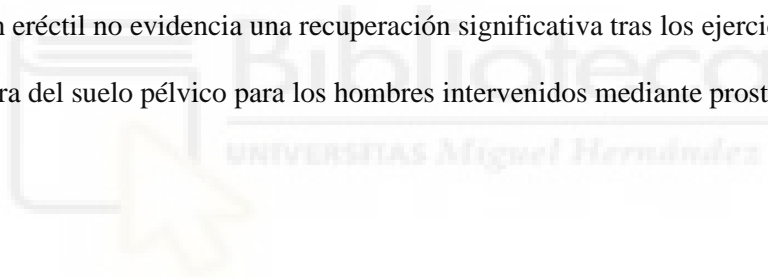 n eréctil no evidencia una recuperación significativa tras los ejerci
ra del suelo pélvico para los hombres intervenidos mediante prost
Biblioteca
UNIVERSITAS Miguel Hernández